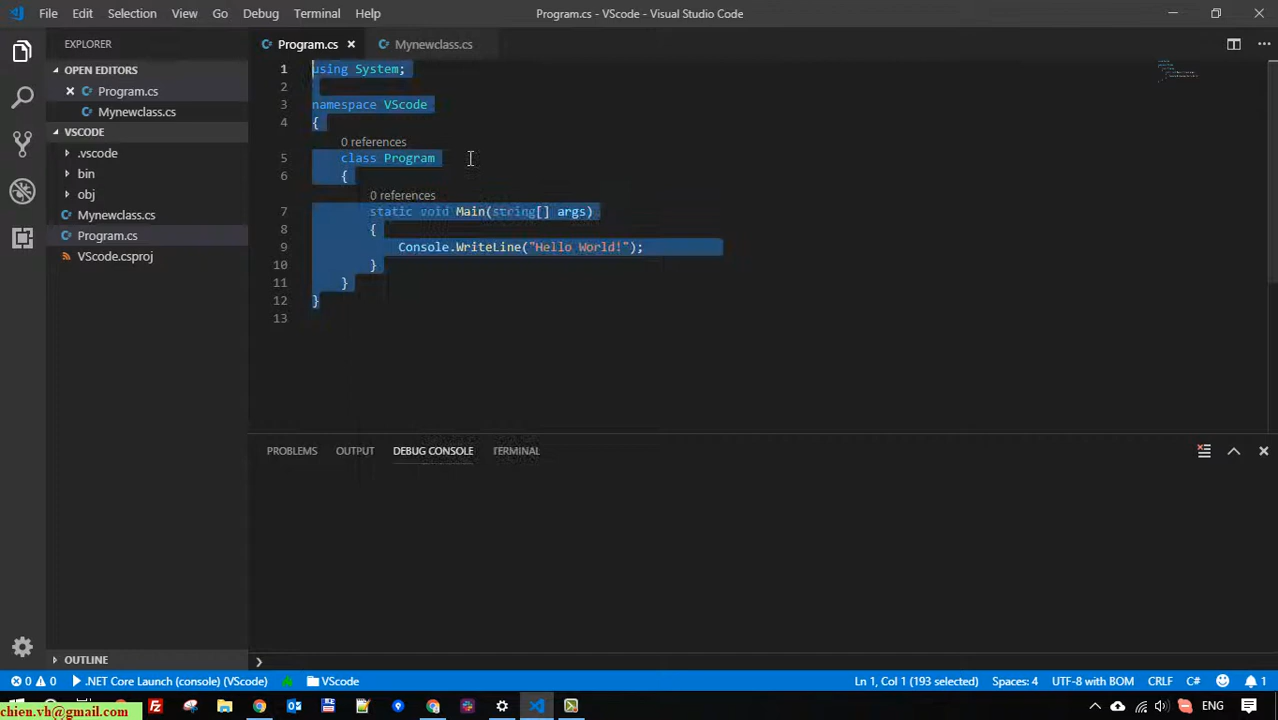 File Edit Selection View Go Debug Terminal Help Program.cs - VScode - Visual Studio Code
EXPLORER
OPEN EDITORS
Program.cs
Mynewclass.cs
VSCODE
.vscode
bin
obj
Mynewclass.cs
Program.cs
VScode.csproj
OUTLINE
Program.cs Mynewclass.cs
1 using System;
2
3 namespace VScode
4 {
0 references
5 class Program
6 {
0 references
7 static void Main(string[] args)
8 {
9 Console.WriteLine("Hello World!");
10 }
11 }
12 }
13
PROBLEMS OUTPUT DEBUG CONSOLE TERMINAL
0 0 .NET Core Launch (console) (VScode) VScode Ln 1, Col 1 (193 selected) Spaces: 4 UTF-8 with BOM CRLF C# 1
chien.vh@gmail.com ENG